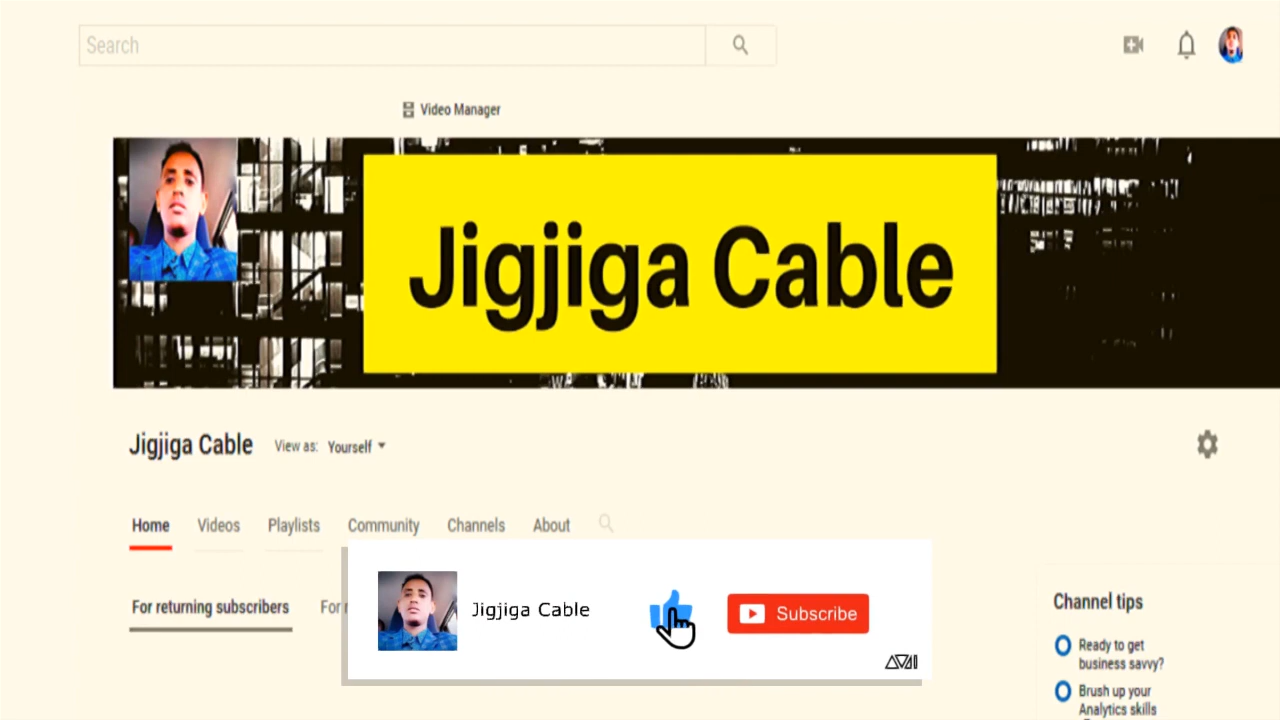 Search
Video Manager
Jigjiga Cable
Jigjiga Cable View as: Yourself
Home Videos Playlists Community Channels About
For returning subscribers For
Jigjiga Cable Subscribe
Channel tips
Ready to get
business savvy?
Brush up your
Analytics skills